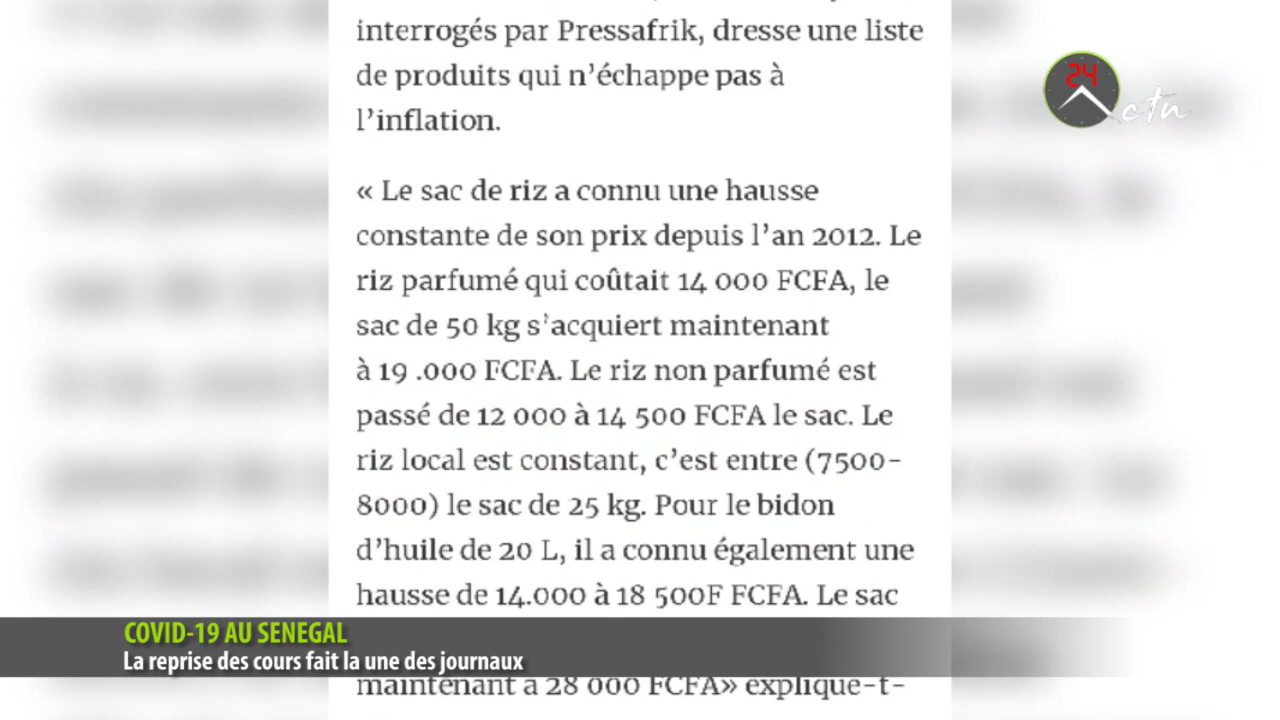 interrogés par Pressafrik, dresse une liste
de produits qui n’échappe pas à
l’inflation.
« Le sac de riz a connu une hausse
constante de son prix depuis l’an 2012. Le
riz parfumé qui coûtait 14 000 FCFA, le
sac de 50 kg s’acquiert maintenant
à 19 .000 FCFA. Le riz non parfumé est
passé de 12 000 à 14 500 FCFA le sac. Le
riz local est constant, c’est entre (7500-
8000) le sac de 25 kg. Pour le bidon
d’huile de 20 L, il a connu également une
hausse de 14.000 à 18 500F FCFA. Le sac
maintenant à 28 000 FCFA» explique-t-
COVID-19 AU SENEGAL
La reprise des cours fait la une des journaux
24
Actn